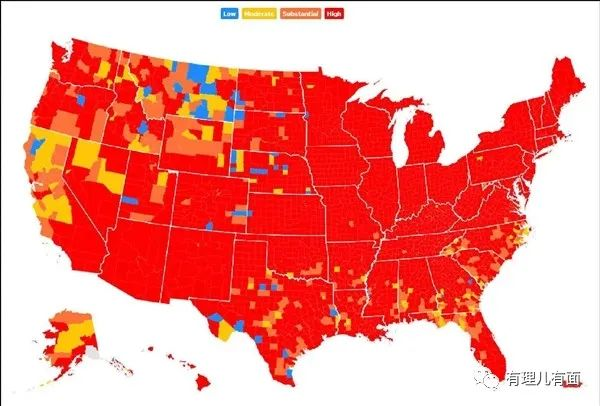 Low Moderate Substantial High
有理儿有面